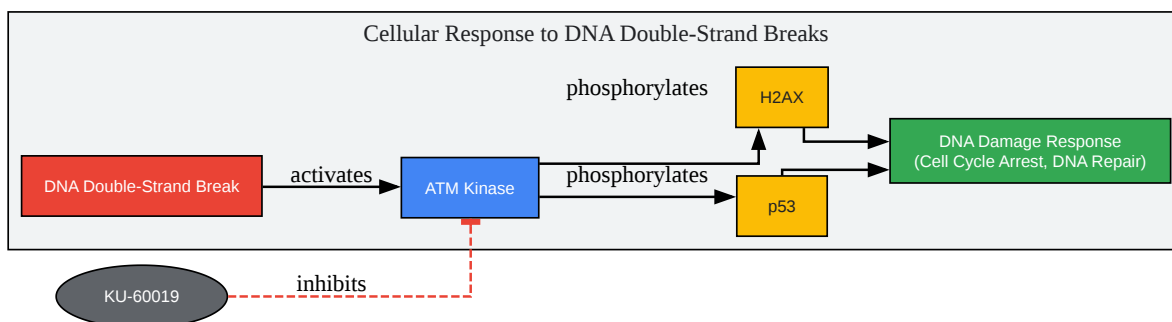 Cellular Response to DNA Double-Strand Breaks
phosphorylates
H2AX
DNA Damage Response
(Cell Cycle Arrest, DNA Repair)
DNA Double-Strand Break
activates
ATM Kinase
phosphorylates
p53
KU-60019
inhibits